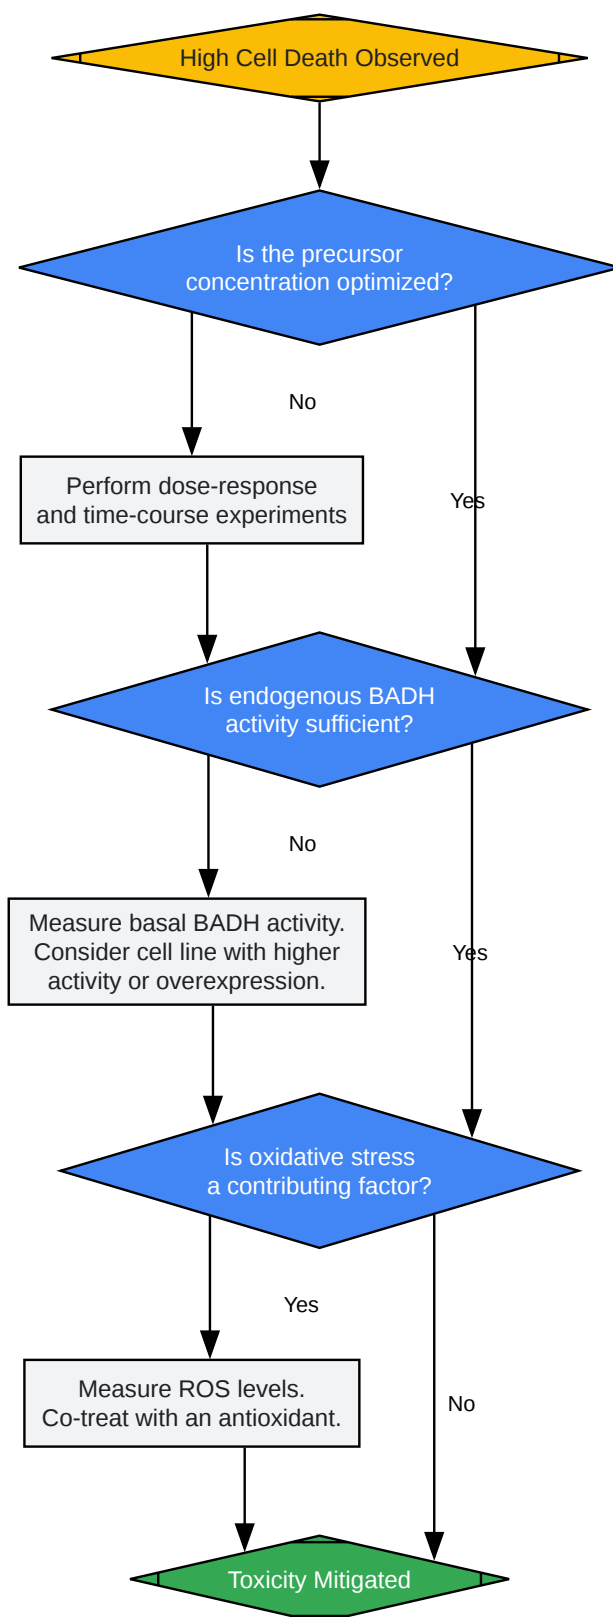 High Cell Death Observed
Is the precursor
concentration optimized?
No
Perform dose-response
and time-course experiments
Yes
Is endogenous BADH
activity sufficient?
No
Measure basal BADH activity.
Consider cell line with higher
activity or overexpression.
Yes
Is oxidative stress
a contributing factor?
Yes
Measure ROS levels.
Co-treat with an antioxidant.
No
Toxicity Mitigated